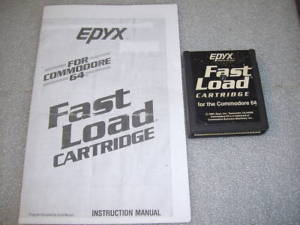 EPYX
FOR
COMMODORE
64
Fast
Load
CARTRIDGE
INSTRUCTION MANUAL
EPYX
Fast
Load
CARTRIDGE
for the Commodore 64